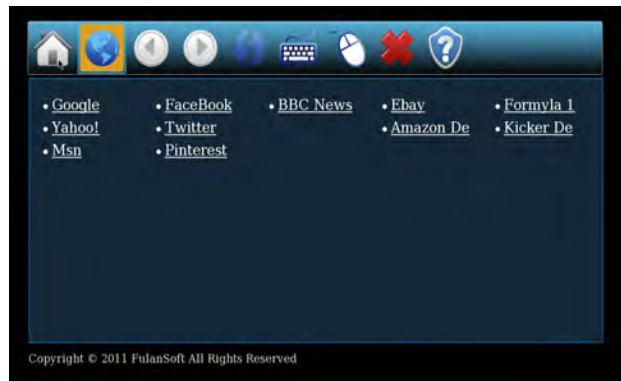 • Google • FaceBook • BBC News • Ebay • Formyla 1
• Yahoo! • Twitter • Amazon De • Kicker De
• Msn • Pinterest
Copyright © 2011 FulanSoft All Rights Reserved